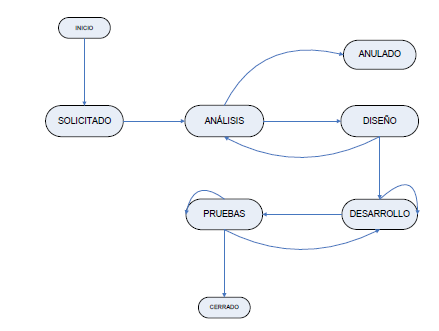 INICIO
ANULADO
SOLICITADO
ANÁLISIS
DISEÑO
PRUEBAS
DESARROLLO
CERRADO